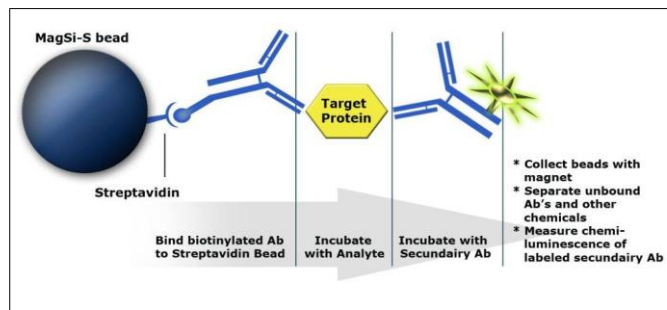 MagSi-S bead
Target
Protein
Streptavidin
Bind biotinylated Ab
to Streptavidin Bead
Incubate
with Analyte
Incubate with
Secundairy Ab
* Collect beads with
magnet
* Separate unbound
Ab's and other
chemicals
* Measure chemi-
luminescence of
labeled secundairy Ab